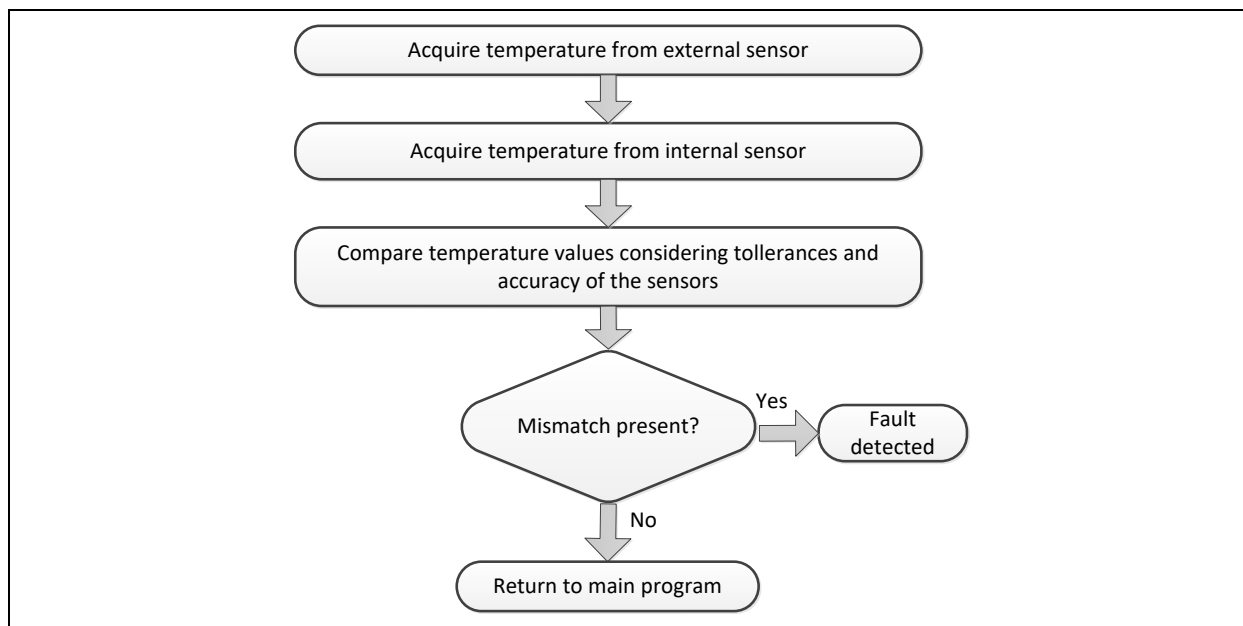 Acquire temperature from external sensor
Acquire temperature from internal sensor
Compare temperature values considering tollerances and
accuracy of the sensors
Mismatch present?
Yes
Fault
detected
No
Return to main program